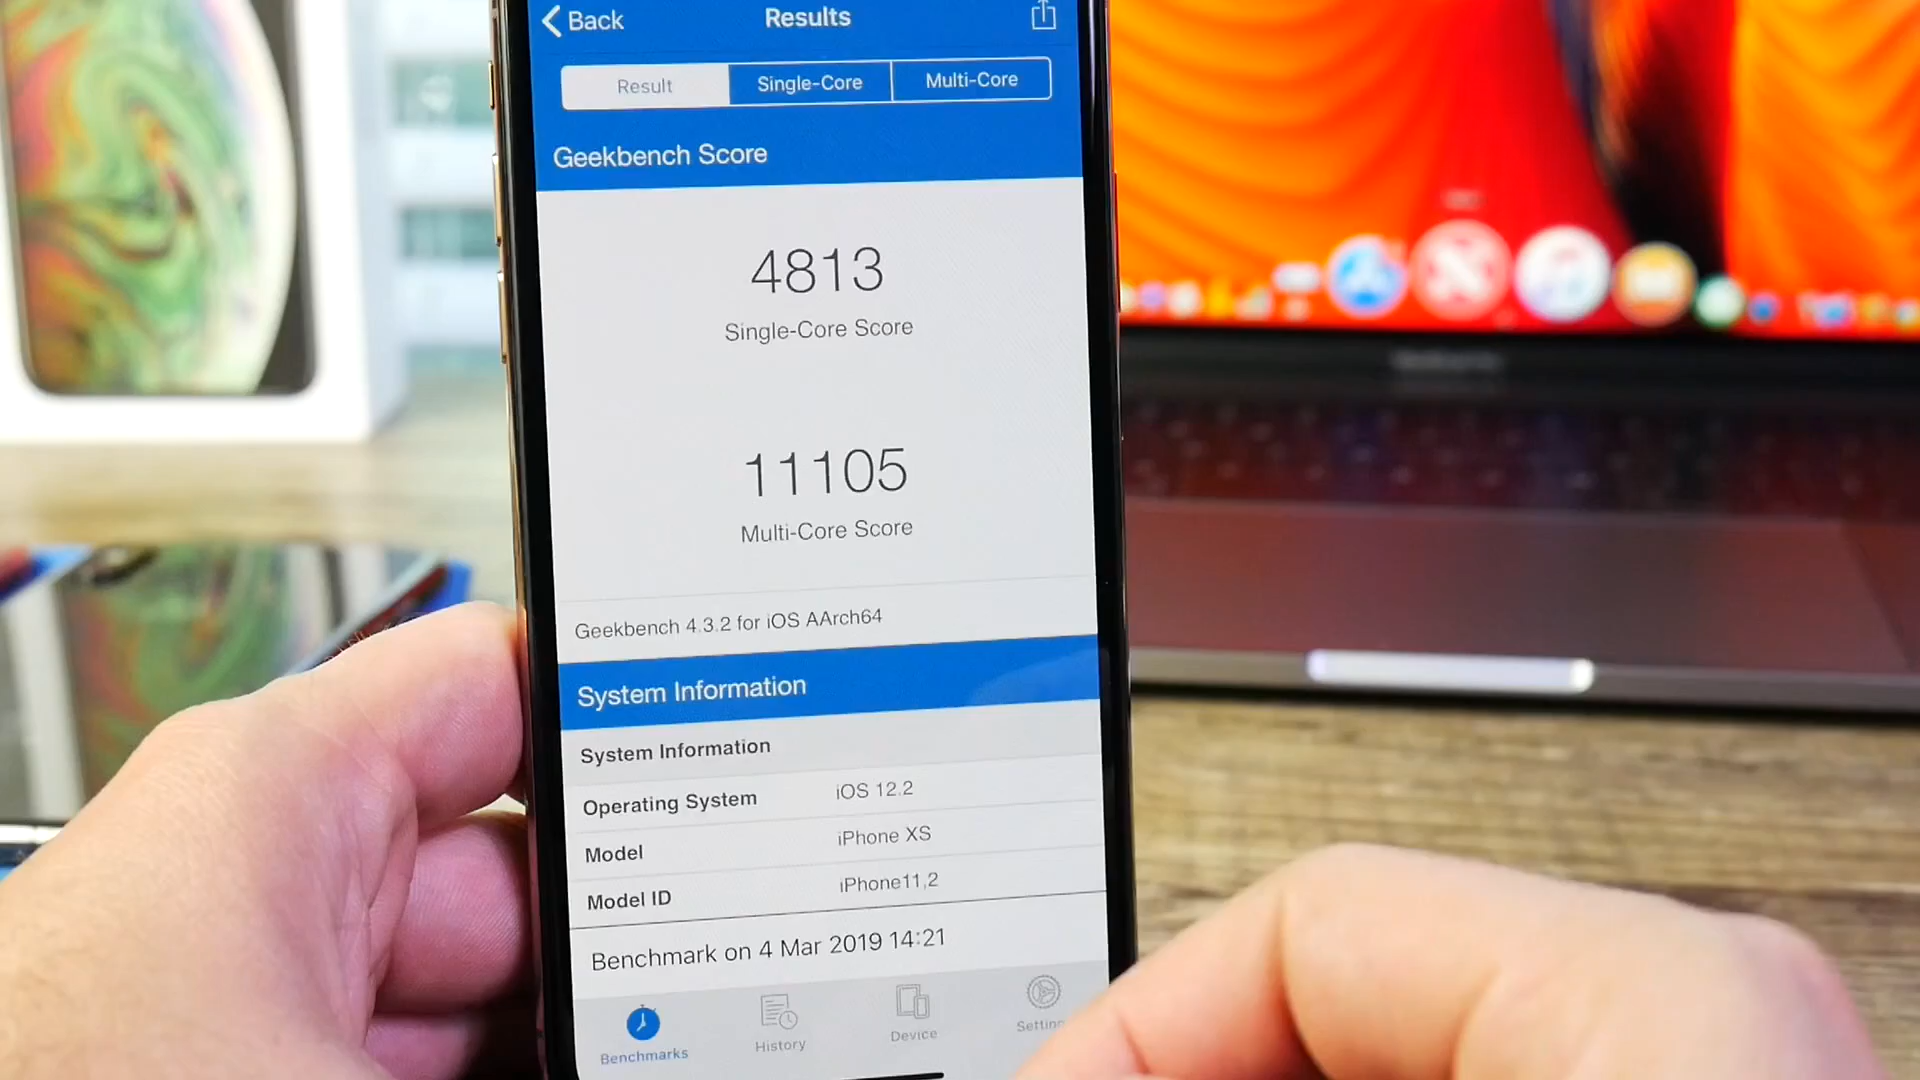 Back
Results
Result
Single-Core
Multi-Core
Geekbench Score
4813
Single-Core Score
11105
Multi-Core Score
Geekbench 4.3.2 for iOS AArch64
System Information
System Information
Operating System iOS 12.2
Model iPhone XS
Model ID iPhone11,2
Benchmark on 4 Mar 2019 14:21
Benchmarks
History
Device